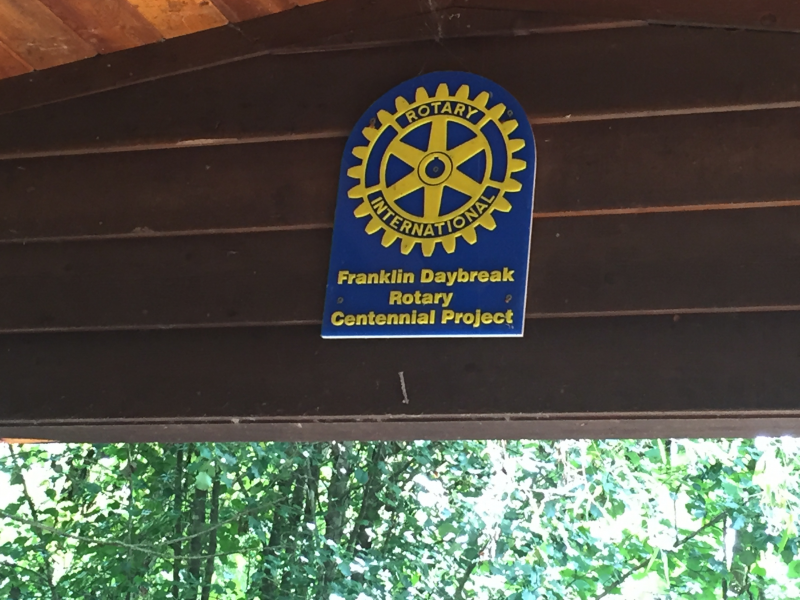 ROTARY
INTERNATIONAL
Franklin Daybreak
Rotary
Centennial Project